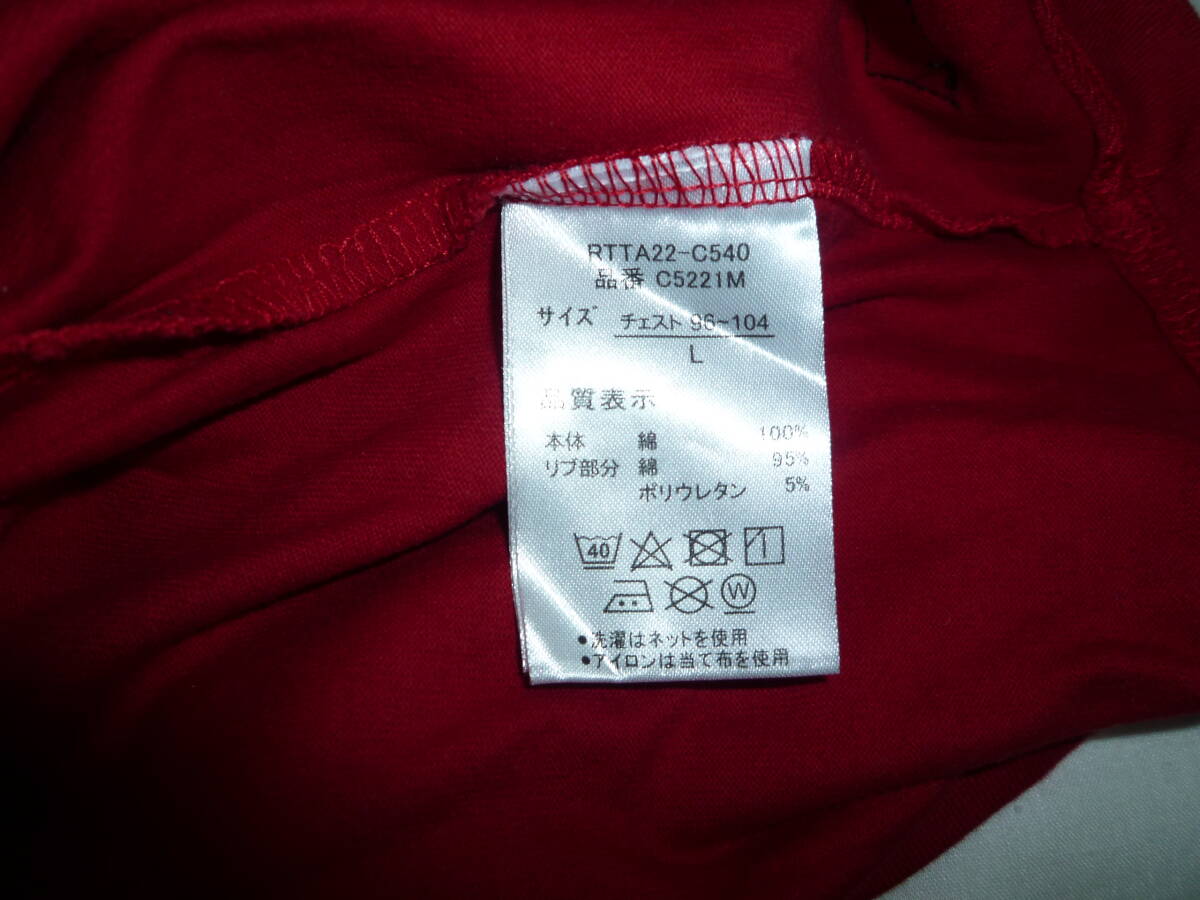 RTTA22-C540
品番 C5221M
サイズ チェスト 96~104
L
品質表示
本体 綿 100%
リブ部分 綿 95%
ポリウレタン 5%
40
W
•洗濯はネットを使用
•アイロンは当て布を使用